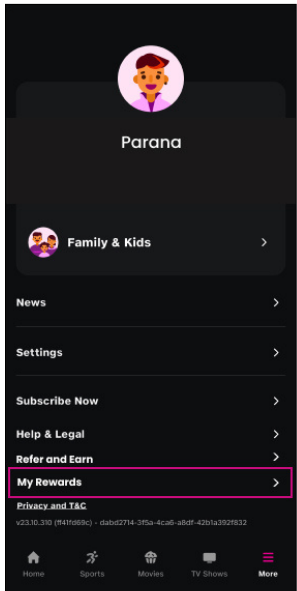 Parana
Family & Kids
News
Settings
Subscribe Now
Help & Legal
Refer and Earn
My Rewards
Privacy and T&C
v23.10.310 (ff41fd69c) - dabd2714-3f5a-4ca6-a8df-42b1a392f832
Home Sports Movies TV Shows More